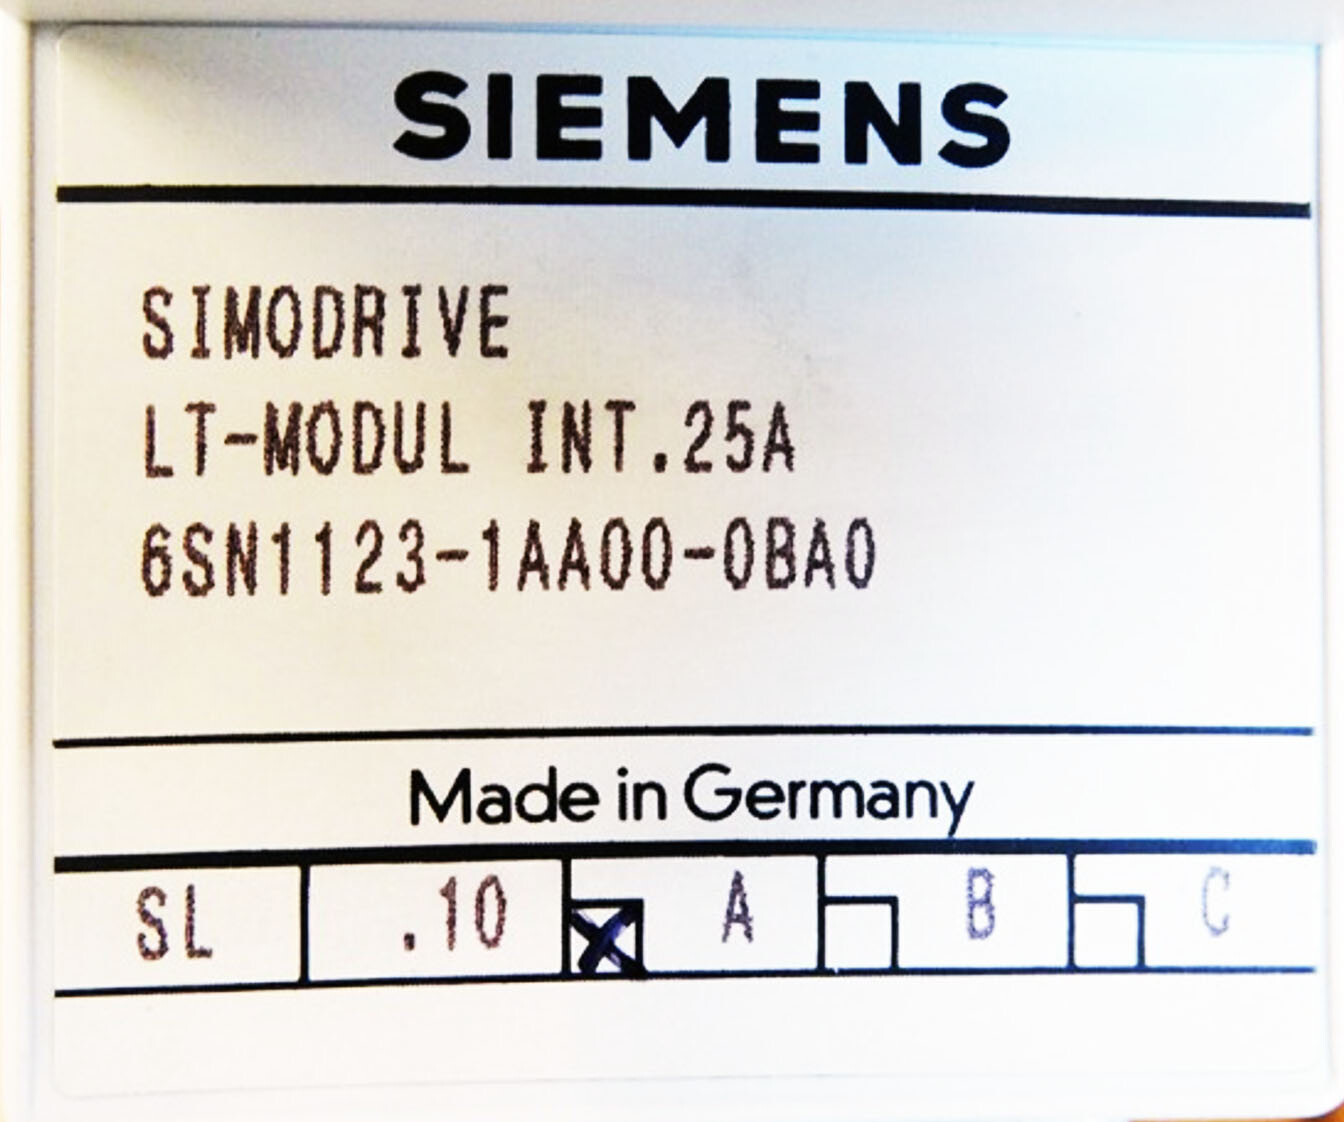 SIEMENS
SIMODRIVE
LT-MODUL INT.25A
6SN1123-1AA00-0BA0
Made in Germany
SL .10 A B C